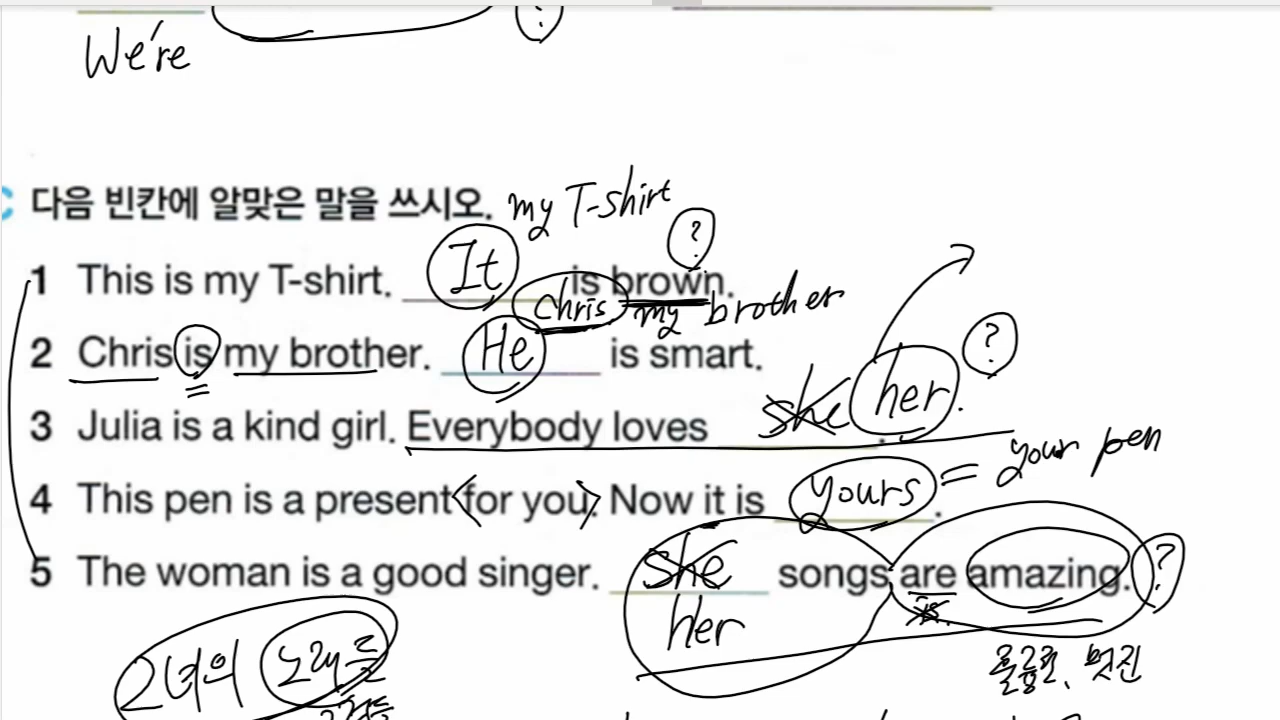 We're
?
C 다음 빈칸에 알맞은 말을 쓰시오. my T-shirt
1 This is my T-shirt. It is brown. ?
chris my brother
2 Chris is my brother. He is smart.
3 Julia is a kind girl. Everybody loves she her. ?
4 This pen is a present <for you.> Now it is yours. = your pen
5 The woman is a good singer. she songs are amazing. ?
her is
그녀의 노래들
훌륭한, 멋진